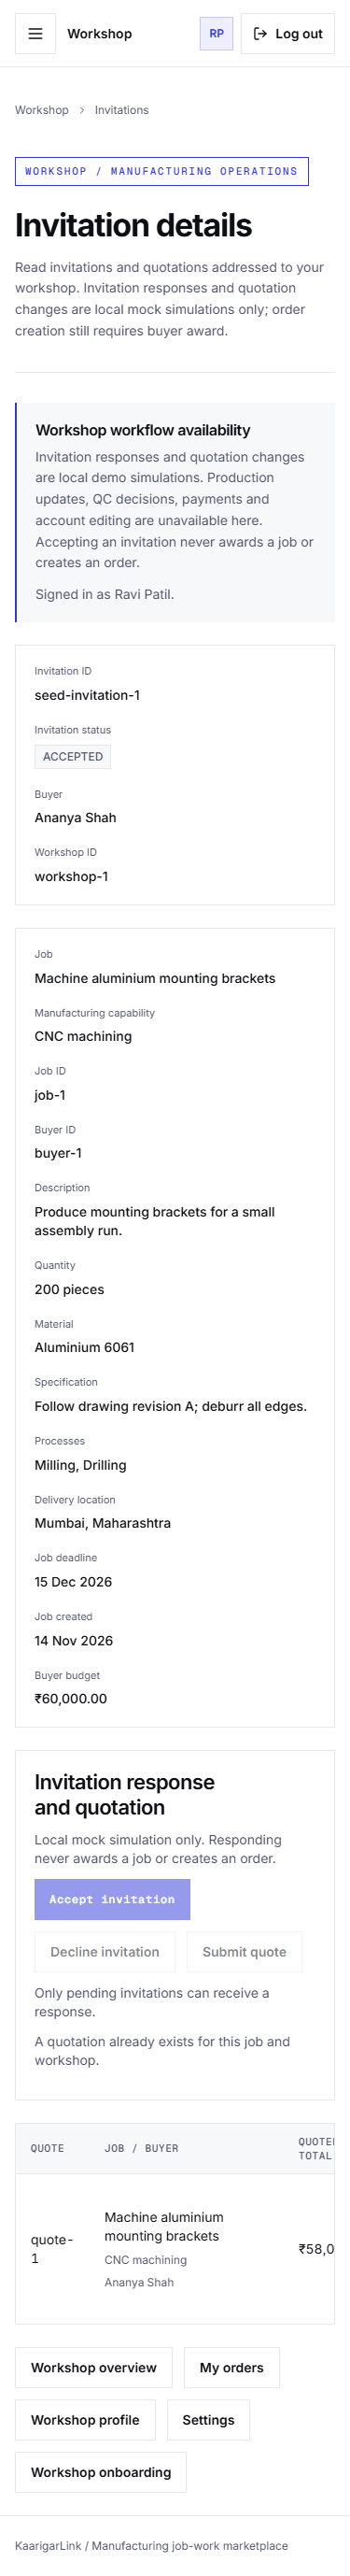 Workshop
RP
Log out
Workshop > Invitations
WORKSHOP / MANUFACTURING OPERATIONS
Invitation details
Read invitations and quotations addressed to your
workshop. Invitation responses and quotation
changes are local mock simulations only; order
creation still requires buyer award.
Workshop workflow availability
Invitation responses and quotation changes
are local demo simulations. Production
updates, QC decisions, payments and
account editing are unavailable here.
Accepting an invitation never awards a job or
creates an order.
Signed in as Ravi Patil.
Invitation ID
seed-invitation-1
Invitation status
ACCEPTED
Buyer
Ananya Shah
Workshop ID
workshop-1
Job
Machine aluminium mounting brackets
Manufacturing capability
CNC machining
Job ID
job-1
Buyer ID
buyer-1
Description
Produce mounting brackets for a small
assembly run.
Quantity
200 pieces
Material
Aluminium 6061
Specification
Follow drawing revision A; deburr all edges.
Processes
Milling, Drilling
Delivery location
Mumbai, Maharashtra
Job deadline
15 Dec 2026
Job created
14 Nov 2026
Buyer budget
₹60,000.00
Invitation response
and quotation
Local mock simulation only. Responding
never awards a job or creates an order.
Accept invitation
Decline invitation
Submit quote
Only pending invitations can receive a
response.
A quotation already exists for this job and
workshop.
QUOTE
JOB / BUYER
TOTAL
quote-
1
Machine aluminium
mounting brackets
CNC machining
Ananya Shah
₹58,0
Workshop overview
My orders
Workshop profile
Settings
Workshop onboarding
KaarigarLink / Manufacturing job-work marketplace